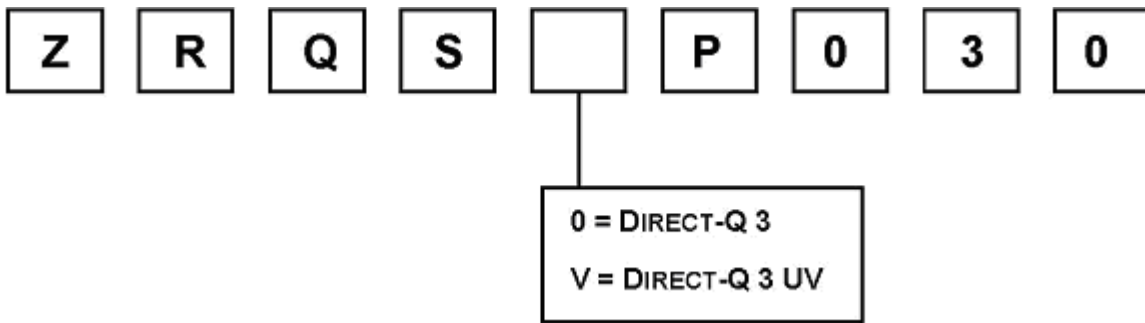 Z R Q S P 0 3 0
0 = DIRECT-Q 3
V = DIRECT-Q 3 UV